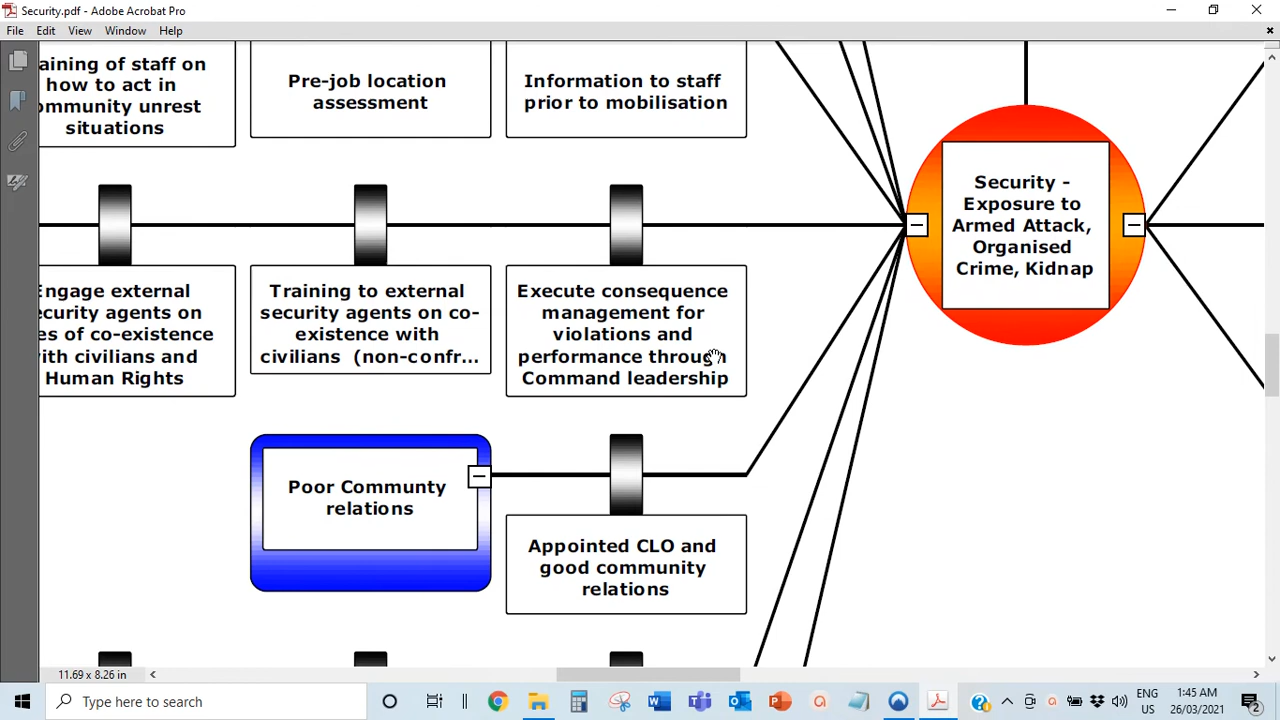 Security.pdf - Adobe Acrobat Pro
File Edit View Window Help
aining of staff on
how to act in
ommunity unrest
situations
Pre-job location
assessment
Information to staff
prior to mobilisation
Security -
Exposure to
Armed Attack,
Organised
Crime, Kidnap
Engage external
ecurity agents on
es of co-existence
ith civilians and
Human Rights
Training to external
security agents on co-
existence with
civilians (non-confr...
Execute consequence
management for
violations and
performance through
Command leadership
Poor Communty
relations
Appointed CLO and
good community
relations
11.69 x 8.26 in
Type here to search
ENG
US
1:45 AM
26/03/2021
2